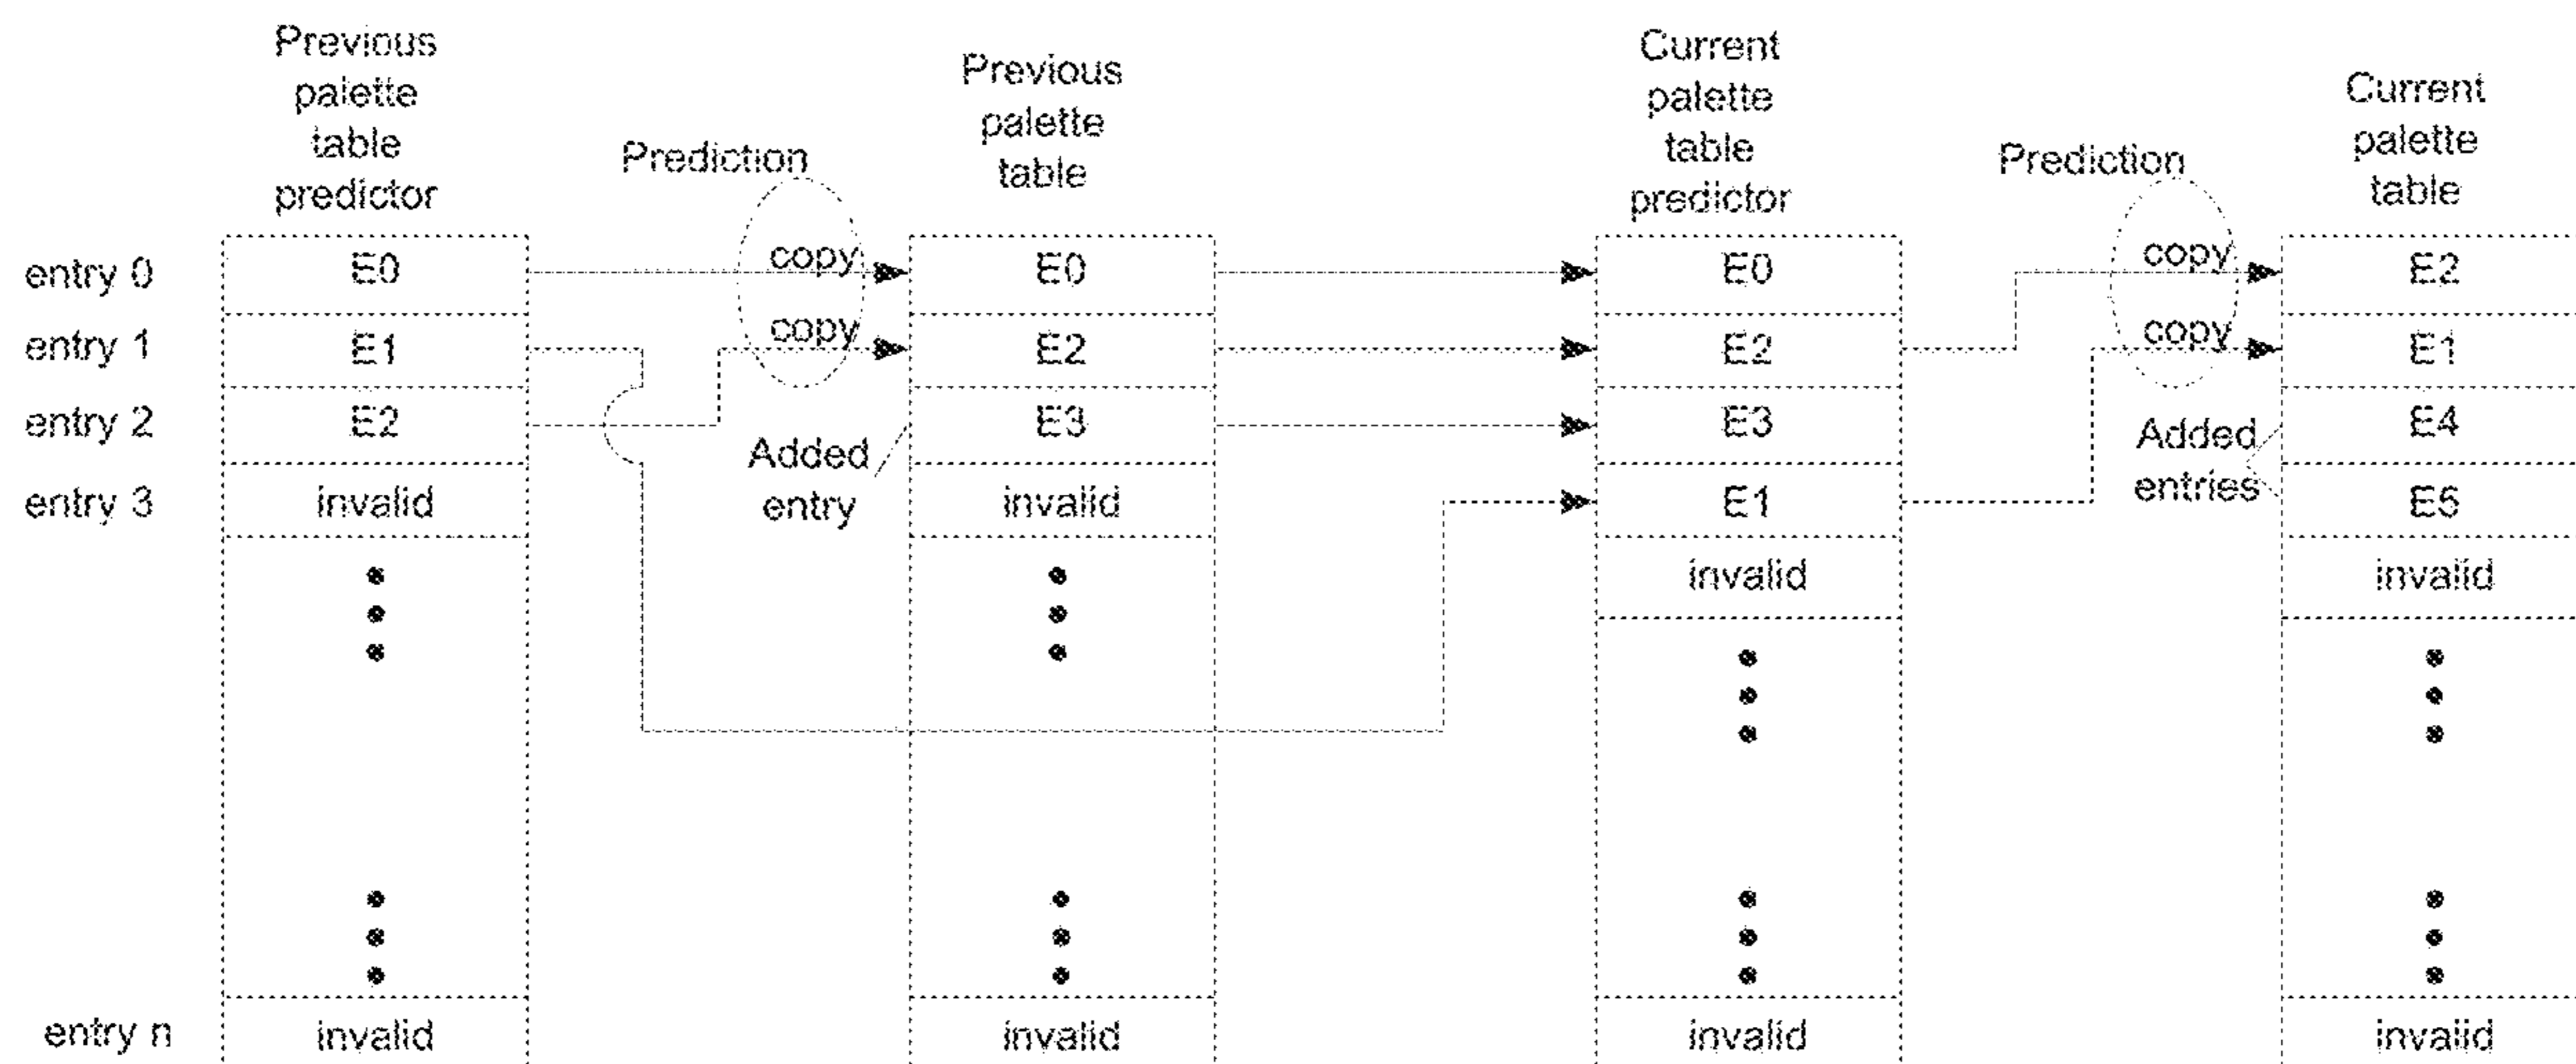 Previous
palette
table
predictor
Prediction
Previous
palette
table
Current
palette
table
predictor
Prediction
Current
palette
table
entry 0
E0
copy
E0
E0
copy
E2
entry 1
E1
copy
E2
E2
copy
E1
entry 2
E2
Added
entry
E3
E3
Added
entries
E4
entry 3
invalid
invalid
E1
E5
invalid
invalid
entry n
invalid
invalid
invalid
invalid